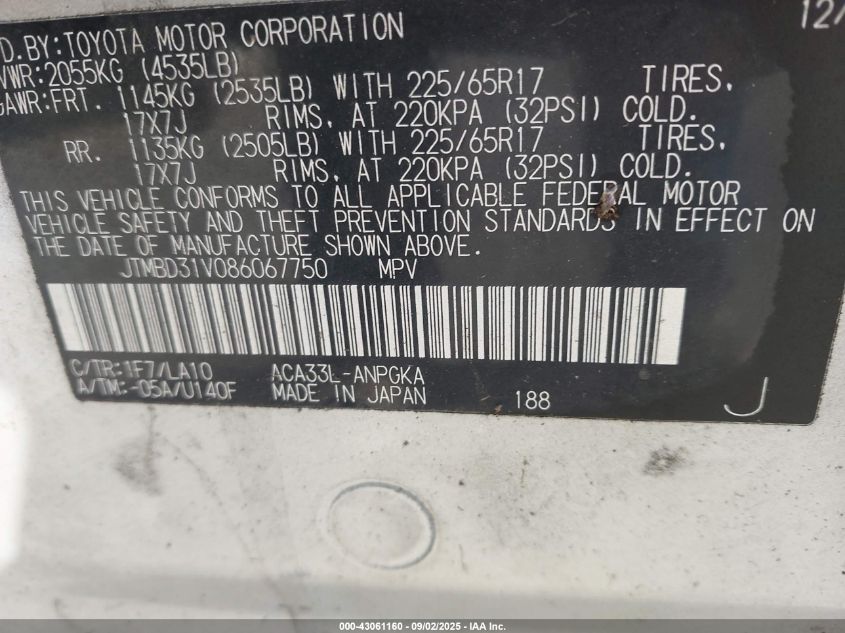 D.BY:TOYOTA MOTOR CORPORATION 12/
VWR:2055KG (4535LB)
GAWR:FRT. 1145KG (2535LB) WITH 225/65R17 TIRES,
17X7J RIMS, AT 220KPA (32PSI) COLD.
RR. 1135KG (2505LB) WITH 225/65R17 TIRES,
17X7J RIMS, AT 220KPA (32PSI) COLD.
THIS VEHICLE CONFORMS TO ALL APPLICABLE FEDERAL MOTOR
VEHICLE SAFETY AND THEFT PREVENTION STANDARDS IN EFFECT ON
THE DATE OF MANUFACTURE SHOWN ABOVE.
JTMBD31V086067750 MPV
C/TR:1F7/LA10 ACA33L-ANPGKA
A/TM:-05A/U140F MADE IN JAPAN 188 J
000-43061160 - 09/02/2025 - IAA Inc.